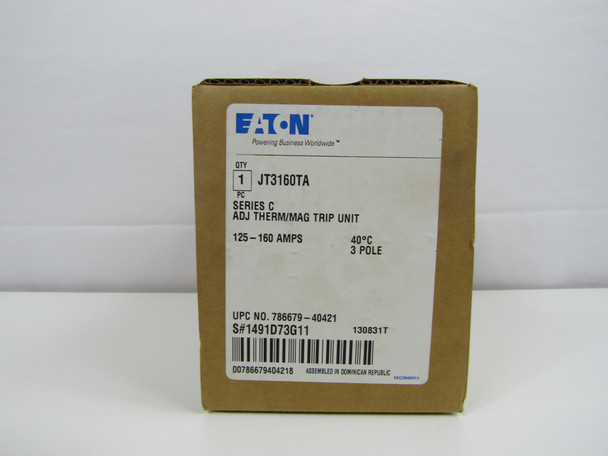 EATON
Powering Business Worldwide™
QTY
1 JT3160TA
PC
SERIES C
ADJ THERM/MAG TRIP UNIT
125-160 AMPS 40°C
3 POLE
UPC NO. 786679-40421
S#1491D73G11 130831T
D0786679404218 ASSEMBLED IN DOMINICAN REPUBLIC